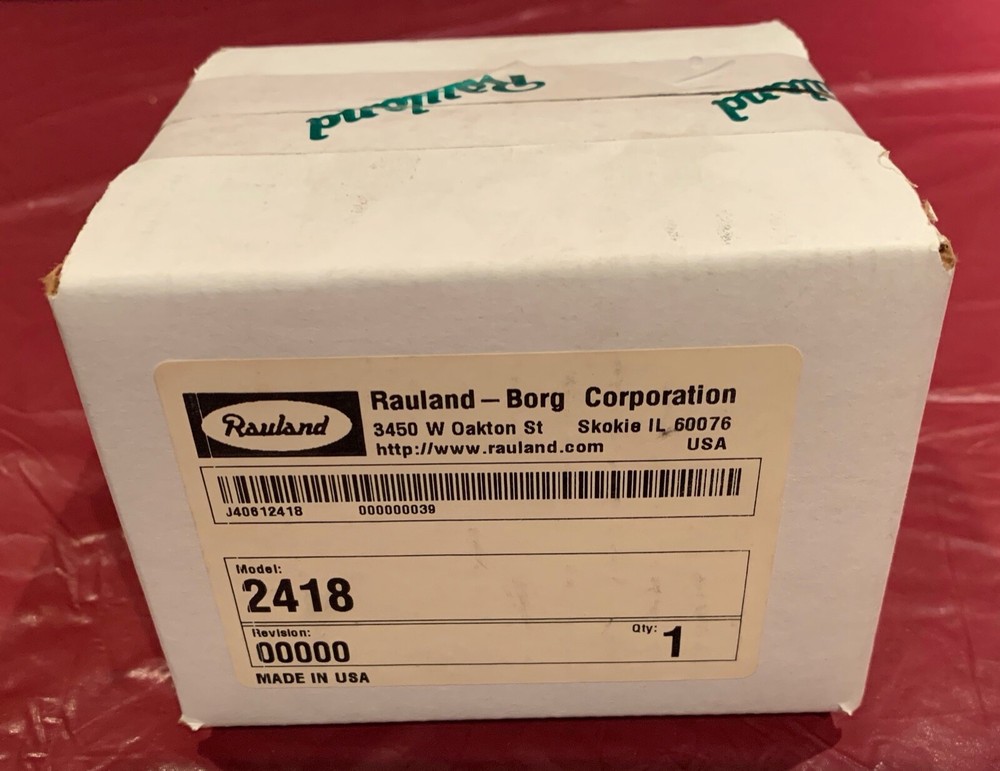 Rauland
uland
Rauland
Rauland-Borg Corporation
3450 W Oakton St Skokie IL 60076
http://www.rauland.com USA
J40612418 000000039
Model:
2418
Revision:
00000
Qty: 1
MADE IN USA